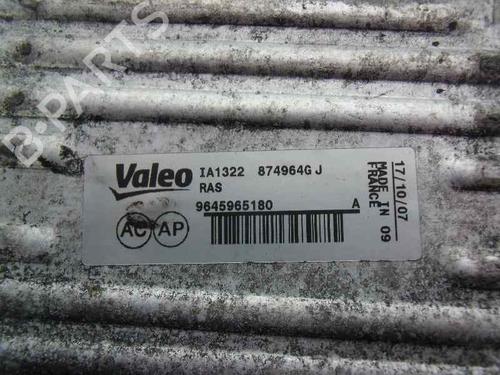 B-PARTS
Valeo
IA1322 874964G J
RAS
9645965180 A
AC AP
17/10/07
MADE IN 09
FRANCE